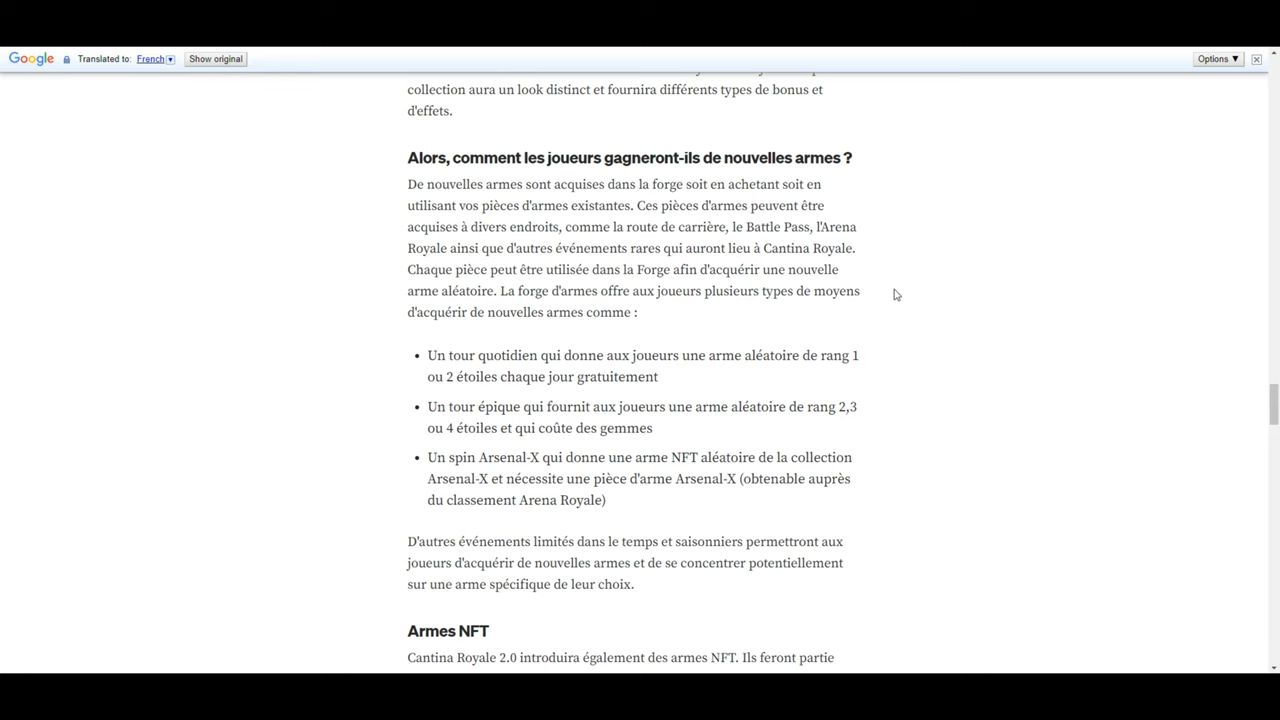 Google Translated to: French Show original Options ▼
collection aura un look distinct et fournira différents types de bonus et
d'effets.
Alors, comment les joueurs gagneront-ils de nouvelles armes ?
De nouvelles armes sont acquises dans la forge soit en achetant soit en
utilisant vos pièces d'armes existantes. Ces pièces d'armes peuvent être
acquises à divers endroits, comme la route de carrière, le Battle Pass, l'Arena
Royale ainsi que d'autres événements rares qui auront lieu à Cantina Royale.
Chaque pièce peut être utilisée dans la Forge afin d'acquérir une nouvelle
arme aléatoire. La forge d'armes offre aux joueurs plusieurs types de moyens
d'acquérir de nouvelles armes comme :
• Un tour quotidien qui donne aux joueurs une arme aléatoire de rang 1
ou 2 étoiles chaque jour gratuitement
• Un tour épique qui fournit aux joueurs une arme aléatoire de rang 2,3
ou 4 étoiles et qui coûte des gemmes
• Un spin Arsenal-X qui donne une arme NFT aléatoire de la collection
Arsenal-X et nécessite une pièce d'arme Arsenal-X (obtenable auprès
du classement Arena Royale)
D'autres événements limités dans le temps et saisonniers permettront aux
joueurs d'acquérir de nouvelles armes et de se concentrer potentiellement
sur une arme spécifique de leur choix.
Armes NFT
Cantina Royale 2.0 introduira également des armes NFT. Ils feront partie